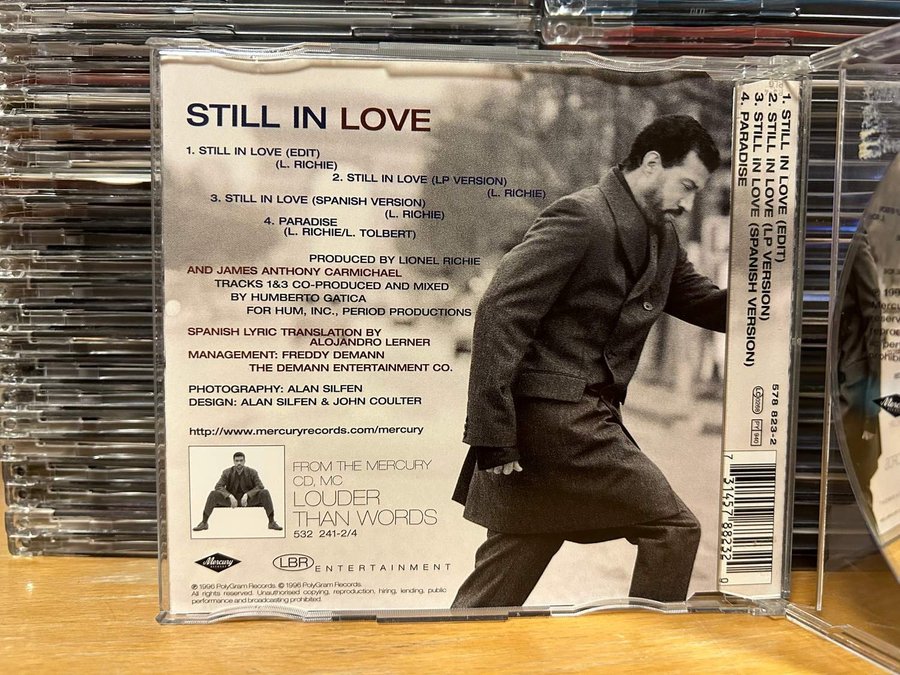 STILL IN LOVE
1. STILL IN LOVE (EDIT)
(L. RICHIE)
2. STILL IN LOVE (LP VERSION)
(L. RICHIE)
3. STILL IN LOVE (SPANISH VERSION)
(L. RICHIE)
4. PARADISE
(L. RICHIE/L. TOLBERT)
PRODUCED BY LIONEL RICHIE
AND JAMES ANTHONY CARMICHAEL
TRACKS 1&3 CO-PRODUCED AND MIXED
BY HUMBERTO GATICA
FOR HUM, INC., PERIOD PRODUCTIONS
SPANISH LYRIC TRANSLATION BY
ALOJANDRO LERNER
MANAGEMENT: FREDDY DEMANN
THE DEMANN ENTERTAINMENT CO.
PHOTOGRAPHY: ALAN SILFEN
DESIGN: ALAN SILFEN & JOHN COULTER
http://www.mercuryrecords.com/mercury
FROM THE MERCURY
CD, MC
LOUDER
THAN WORDS
532 241-2/4
Mercury
LBR ENTERTAINMENT
℗ 1996 PolyGram Records. © 1996 PolyGram Records.
All rights reserved. Unauthorised copying, reproduction, hiring, lending, public
performance and broadcasting prohibited.
1. STILL IN LOVE (EDIT)
2. STILL IN LOVE (LP VERSION)
3. STILL IN LOVE (SPANISH VERSION)
4. PARADISE
578 823-2
7 31457 88232 0
Mercury